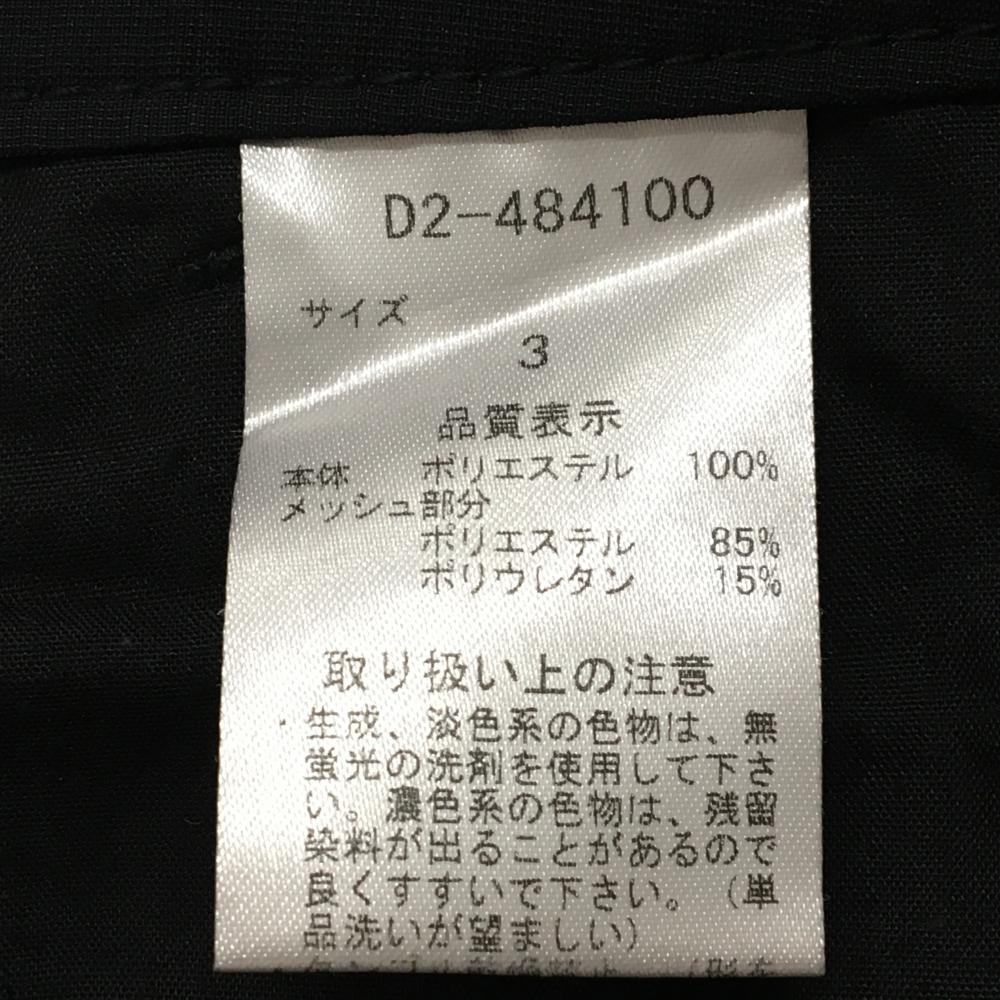 D2-484100
サイズ
3
品質表示
本体 ポリエステル 100%
メッシュ部分
ポリエステル 85%
ポリウレタン 15%
取り扱い上の注意
・生成、淡色系の色物は、無
蛍光の洗剤を使用して下さ
い。濃色系の色物は、残留
染料が出ることがあるので
良くすすいで下さい。（単
品洗いが望ましい）